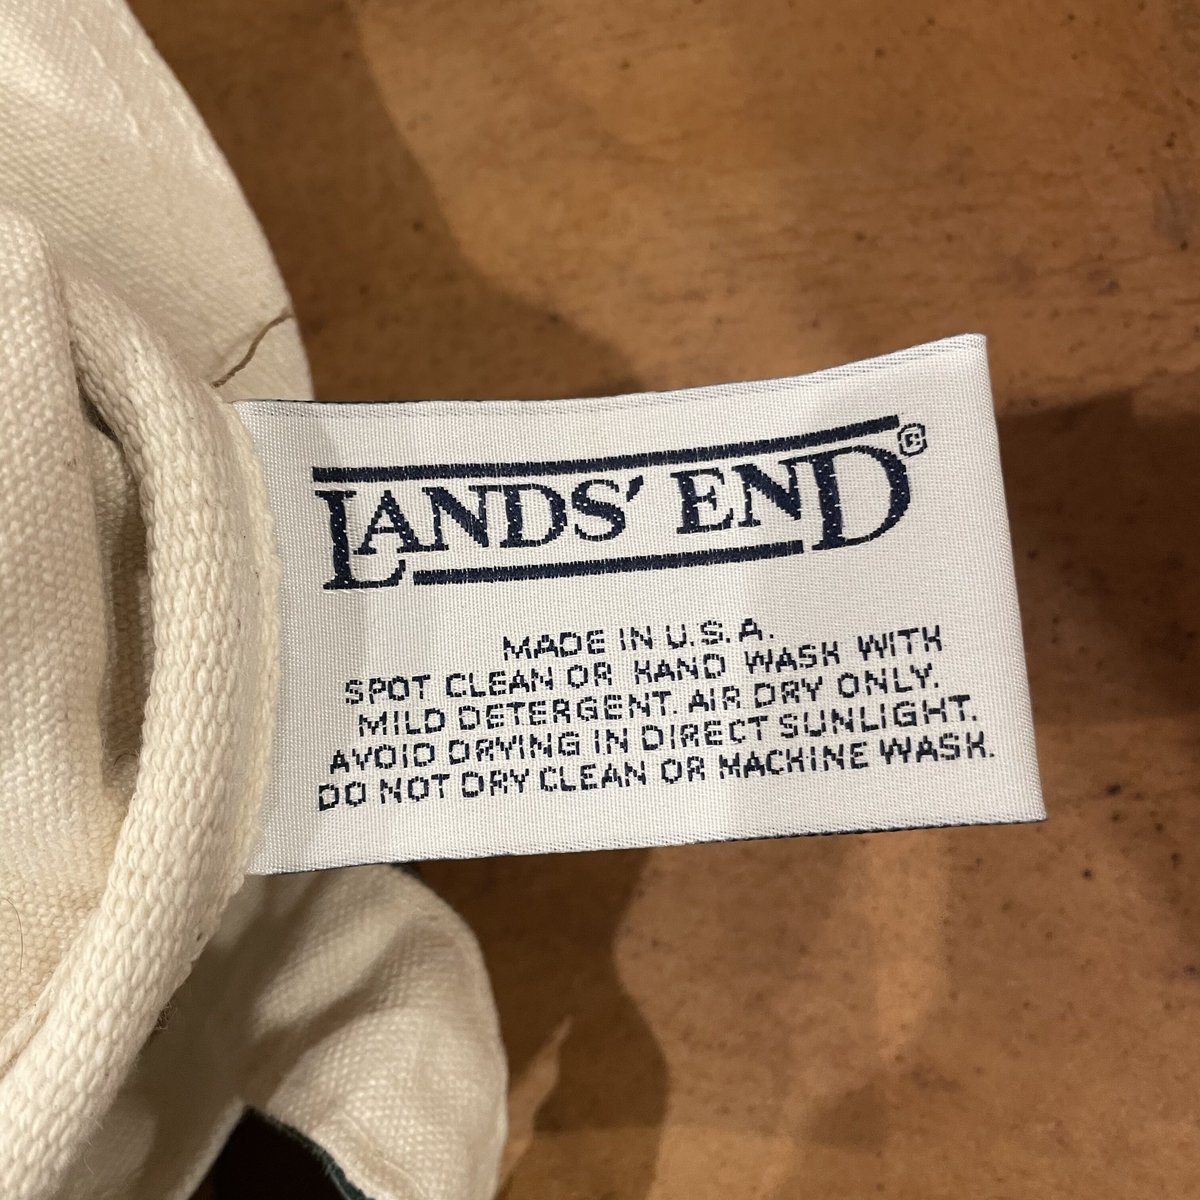 LANDS' END®
MADE IN U.S.A.
SPOT CLEAN OR HAND WASH WITH
MILD DETERGENT. AIR DRY ONLY.
AVOID DRYING IN DIRECT SUNLIGHT.
DO NOT DRY CLEAN OR MACHINE WASH.